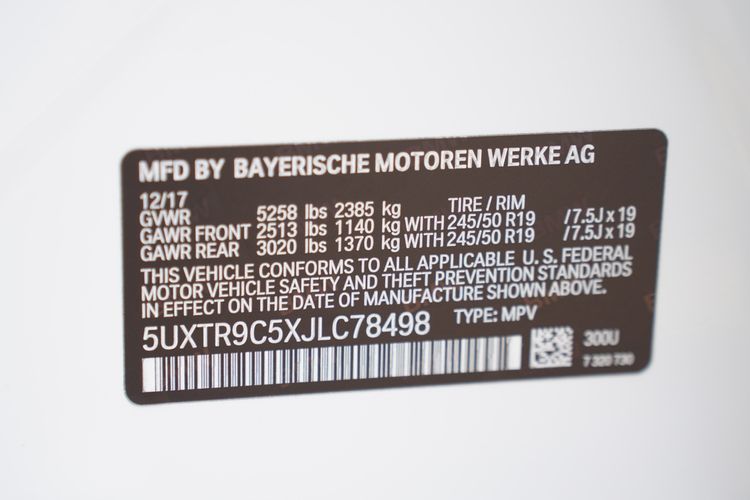 MFD BY BAYERISCHE MOTOREN WERKE AG
12/17 TIRE / RIM
GVWR 5258 lbs 2385 kg
GAWR FRONT 2513 lbs 1140 kg WITH 245/50 R19 /7.5J x 19
GAWR REAR 3020 lbs 1370 kg WITH 245/50 R19 /7.5J x 19
THIS VEHICLE CONFORMS TO ALL APPLICABLE U.S. FEDERAL
MOTOR VEHICLE SAFETY AND THEFT PREVENTION STANDARDS
IN EFFECT ON THE DATE OF MANUFACTURE SHOWN ABOVE.
5UXTR9C5XJLC78498 TYPE: MPV
300U
7 320 730